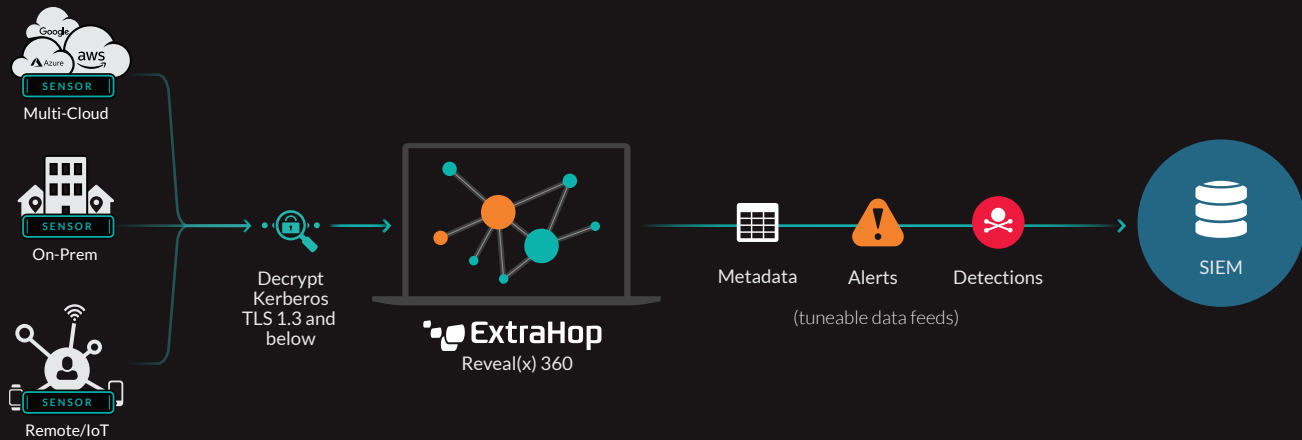 Google
Azure
aws
SENSOR
Multi-Cloud
SENSOR
On-Prem
SENSOR
Remote/IoT
Decrypt
Kerberos
TLS 1.3 and
below
ExtraHop
Reveal(x) 360
Metadata
Alerts
Detections
(tuneable data feeds)
SIEM